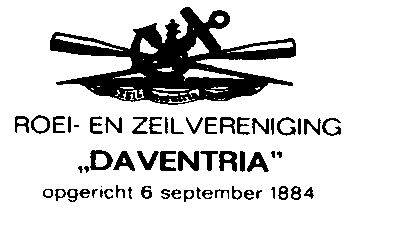 ROEI- EN ZEILVERENIGING
„DAVENTRIA"
opgericht 6 september 1884